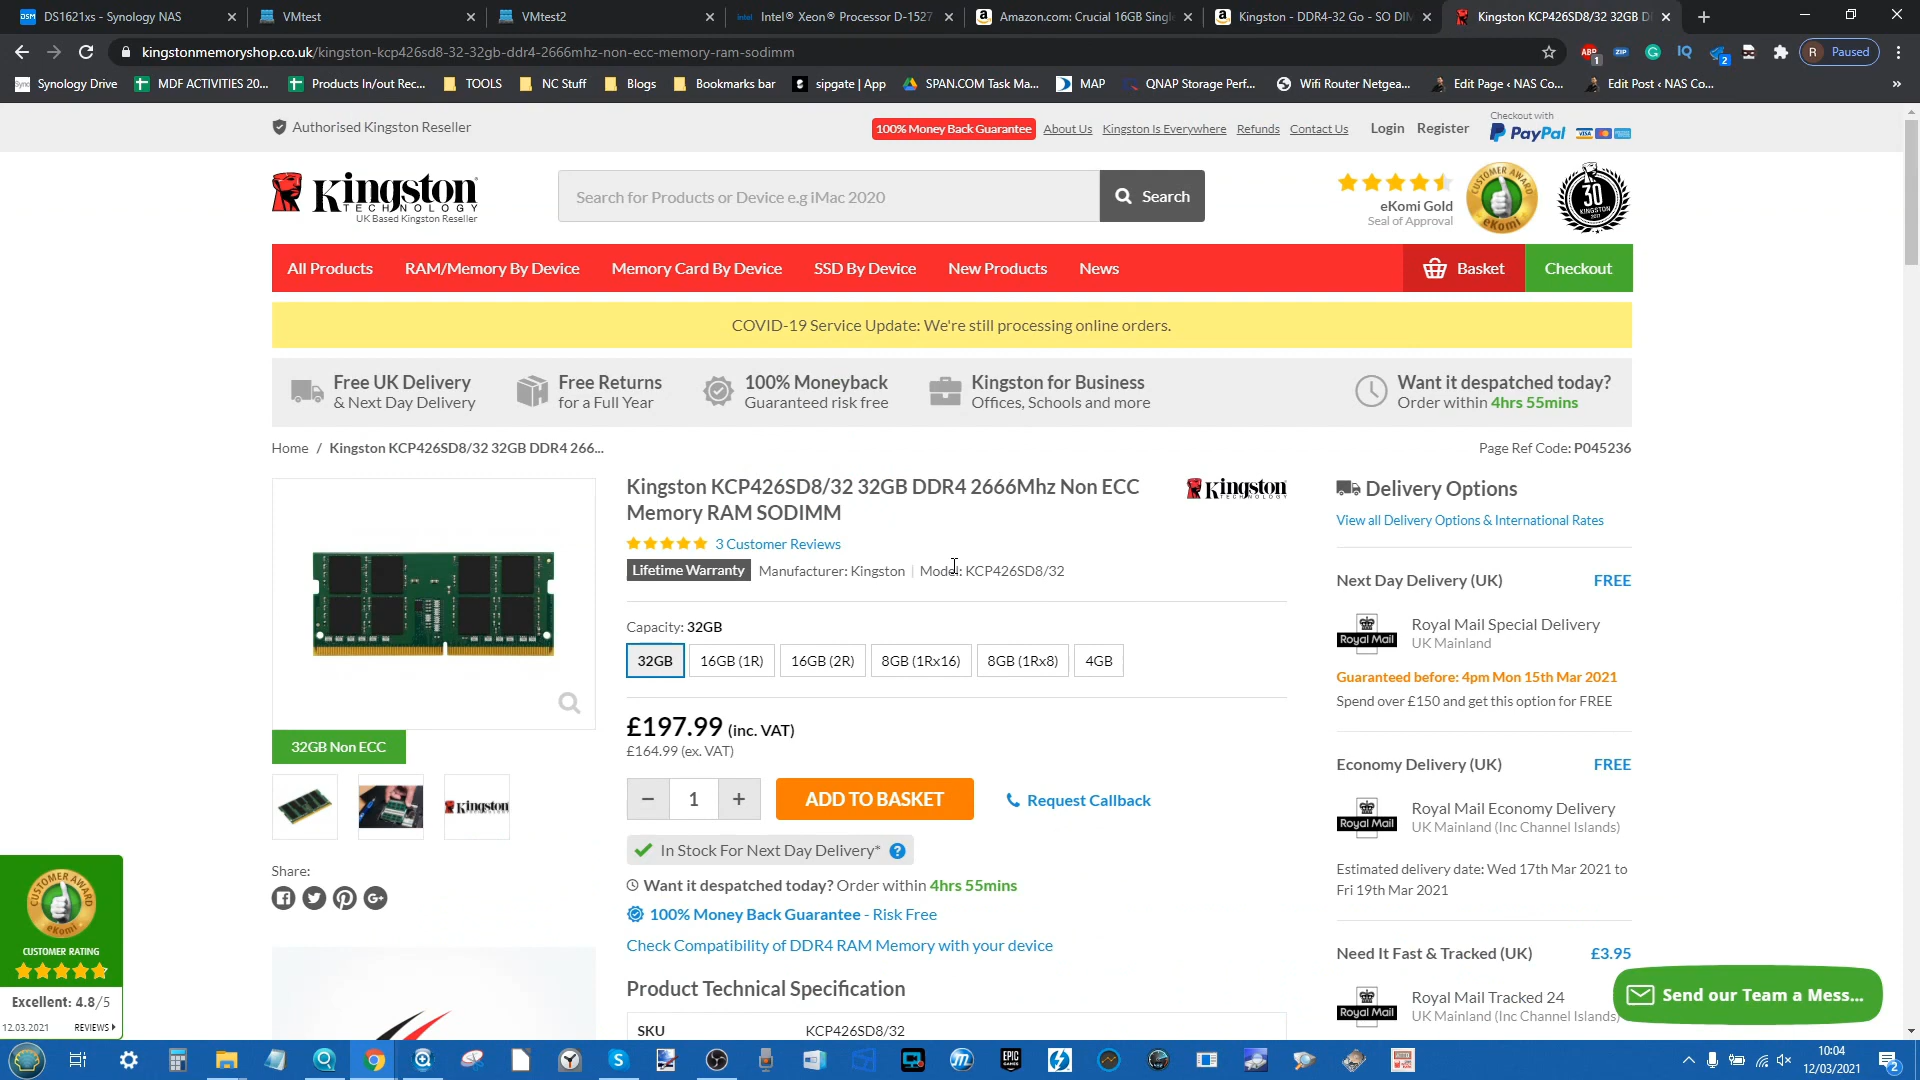 DS1621xs - Synology NAS
VMtest
VMtest2
Intel® Xeon® Processor D-1527
Amazon.com: Crucial 16GB Singl
Kingston - DDR4-32 Go - SO DIM
Kingston KCP426SD8/32 32GB D
kingstonmemoryshop.co.uk/kingston-kcp426sd8-32-32gb-ddr4-2666mhz-non-ecc-memory-ram-sodimm
Paused
Synology Drive
MDF ACTIVITIES 20...
Products In/out Rec...
TOOLS
NC Stuff
Blogs
Bookmarks bar
sipgate | App
SPAN.COM Task Ma...
MAP
QNAP Storage Perf...
Wifi Router Netgea...
Edit Page ‹ NAS Co...
Edit Post ‹ NAS Co...
Authorised Kingston Reseller
100% Money Back Guarantee
About Us
Kingston Is Everywhere
Refunds
Contact Us
Login
Register
Checkout with
PayPal
Kingston
TECHNOLOGY
UK Based Kingston Reseller
Search for Products or Device e.g iMac 2020
Search
eKomi Gold
Seal of Approval
CUSTOMER AWARD
eKomi
30
KINGSTON
All Products
RAM/Memory By Device
Memory Card By Device
SSD By Device
New Products
News
Basket
Checkout
COVID-19 Service Update: We're still processing online orders.
Free UK Delivery
& Next Day Delivery
Free Returns
for a Full Year
100% Moneyback
Guaranteed risk free
Kingston for Business
Offices, Schools and more
Want it despatched today?
Order within 4hrs 55mins
Home / Kingston KCP426SD8/32 32GB DDR4 266...
Page Ref Code: P045236
Kingston KCP426SD8/32 32GB DDR4 2666Mhz Non ECC
Memory RAM SODIMM
Kingston
TECHNOLOGY
3 Customer Reviews
Lifetime Warranty
Manufacturer: Kingston
Model: KCP426SD8/32
Capacity: 32GB
32GB
16GB (1R)
16GB (2R)
8GB (1Rx16)
8GB (1Rx8)
4GB
£197.99 (inc. VAT)
£164.99 (ex. VAT)
32GB Non ECC
Kingston
1
ADD TO BASKET
Request Callback
In Stock For Next Day Delivery*
Want it despatched today? Order within 4hrs 55mins
100% Money Back Guarantee - Risk Free
Check Compatibility of DDR4 RAM Memory with your device
Product Technical Specification
SKU
KCP426SD8/32
Share:
Delivery Options
View all Delivery Options & International Rates
Next Day Delivery (UK)
FREE
Royal Mail
Royal Mail Special Delivery
UK Mainland
Guaranteed before: 4pm Mon 15th Mar 2021
Spend over £150 and get this option for FREE
Economy Delivery (UK)
FREE
Royal Mail
Royal Mail Economy Delivery
UK Mainland (Inc Channel Islands)
Estimated delivery date: Wed 17th Mar 2021 to
Fri 19th Mar 2021
Need It Fast & Tracked (UK)
£3.95
Royal Mail
Royal Mail Tracked 24
UK Mainland (Inc Channel Islands)
Send our Team a Mess...
CUSTOMER AWARD
eKomi
CUSTOMER RATING
Excellent: 4.8/5
12.03.2021
REVIEWS
10:04
12/03/2021